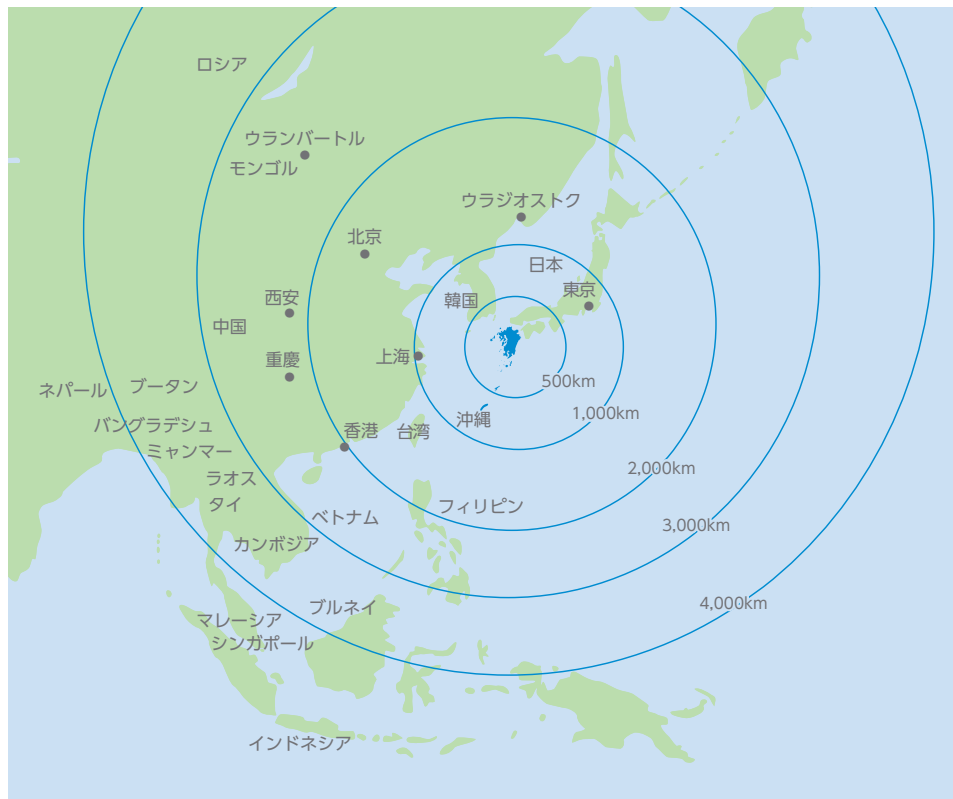 ロシア
ウランバートル
モンゴル
ウラジオストク
北京
日本
東京
西安
韓国
中国
上海
重慶
500km
ネパール
ブータン
1,000km
沖縄
バングラデシュ
香港
台湾
ミャンマー
2,000km
ラオス
タイ
フィリピン
ベトナム
3,000km
カンボジア
4,000km
ブルネイ
マレーシア
シンガポール
インドネシア